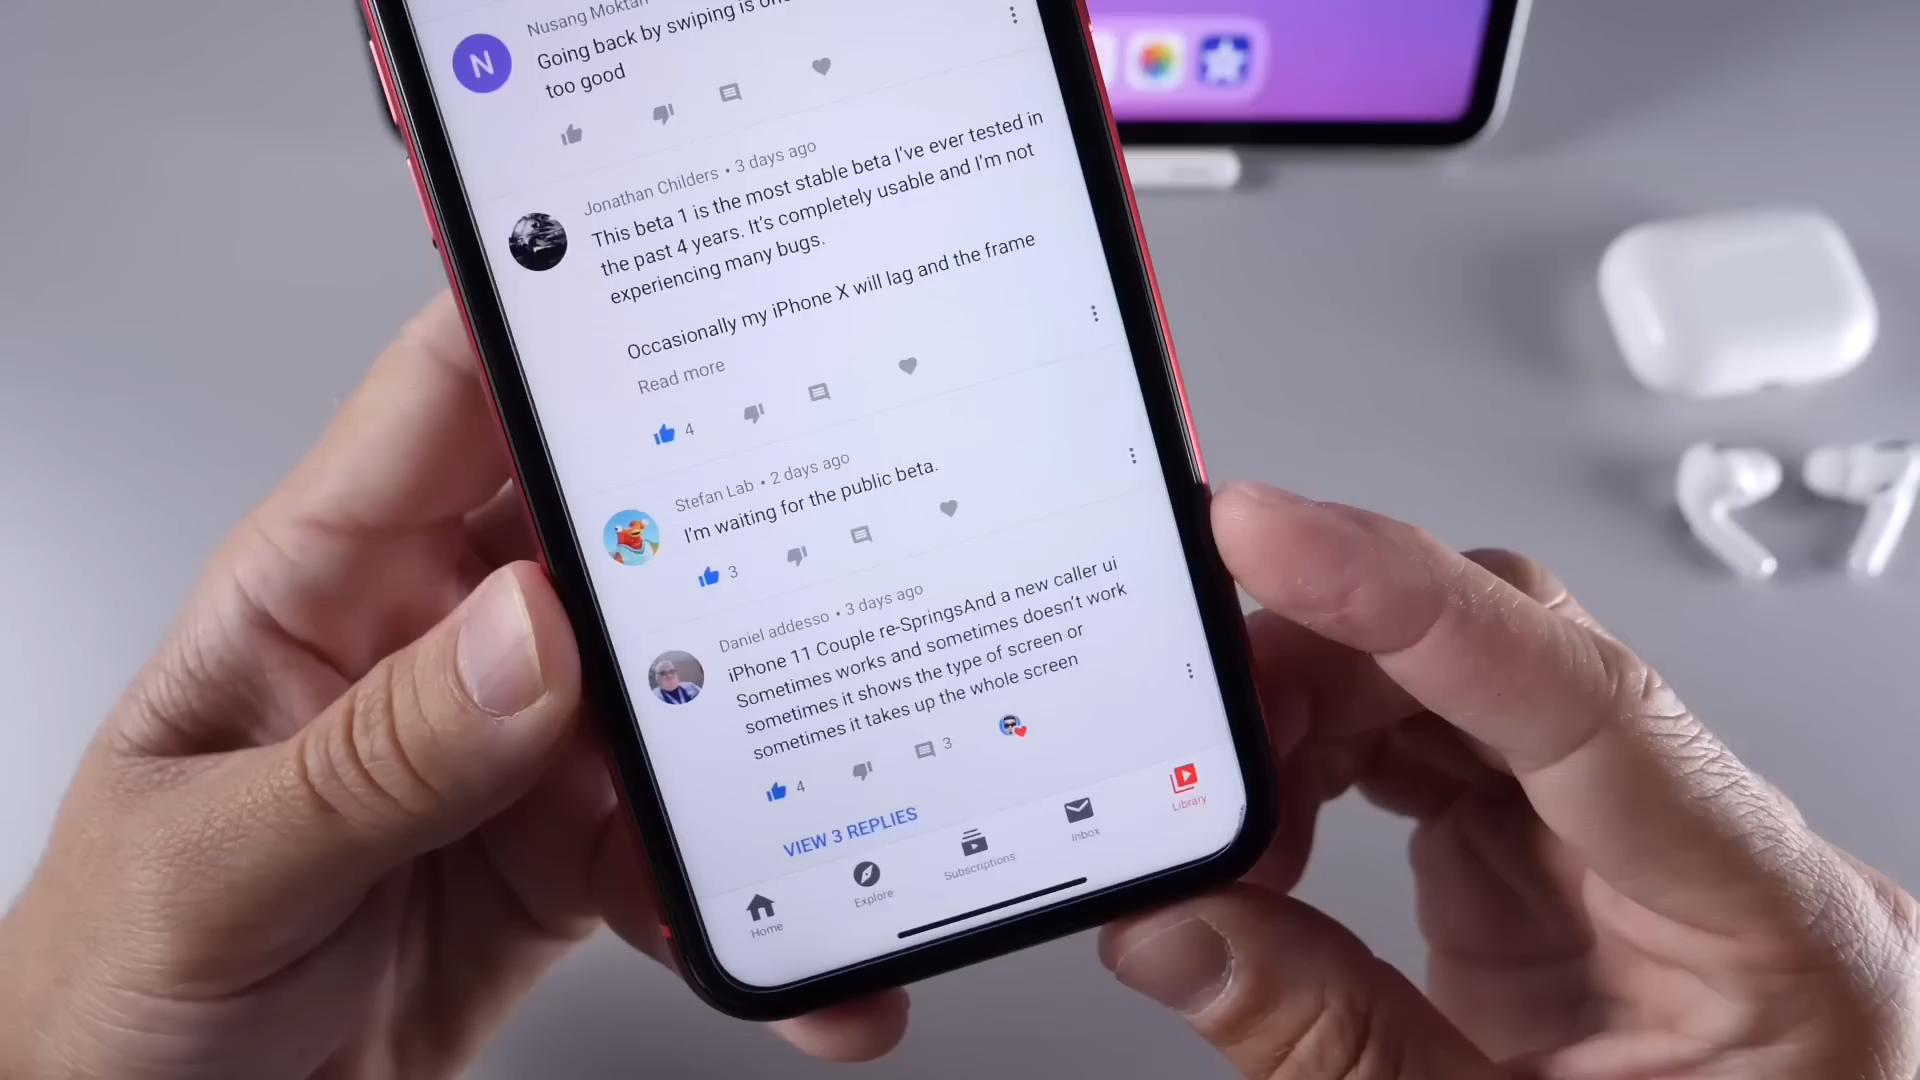 Nusang Moktan
Going back by swiping is
too good
N
Jonathan Childers • 3 days ago
This beta 1 is the most stable beta I've ever tested in
the past 4 years. It's completely usable and I'm not
experiencing many bugs.
Occasionally my iPhone X will lag and the frame
Read more
4
Stefan Lab • 2 days ago
I'm waiting for the public beta.
3
Daniel addesso • 3 days ago
iPhone 11 Couple re-SpringsAnd a new caller ui
Sometimes works and sometimes doesn't work
sometimes it shows the type of screen or
sometimes it takes up the whole screen
4
3
VIEW 3 REPLIES
Home
Explore
Subscriptions
Inbox
Library